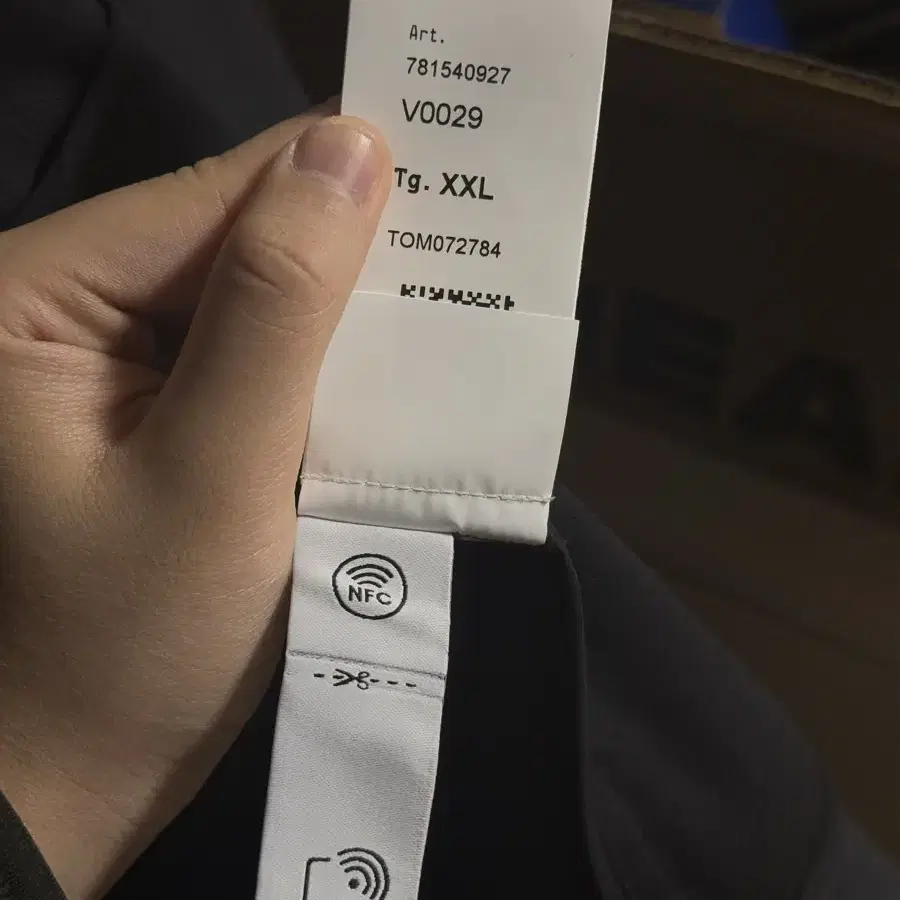 Art.
781540927
V0029
Tg. XXL
TOM072784
NFC